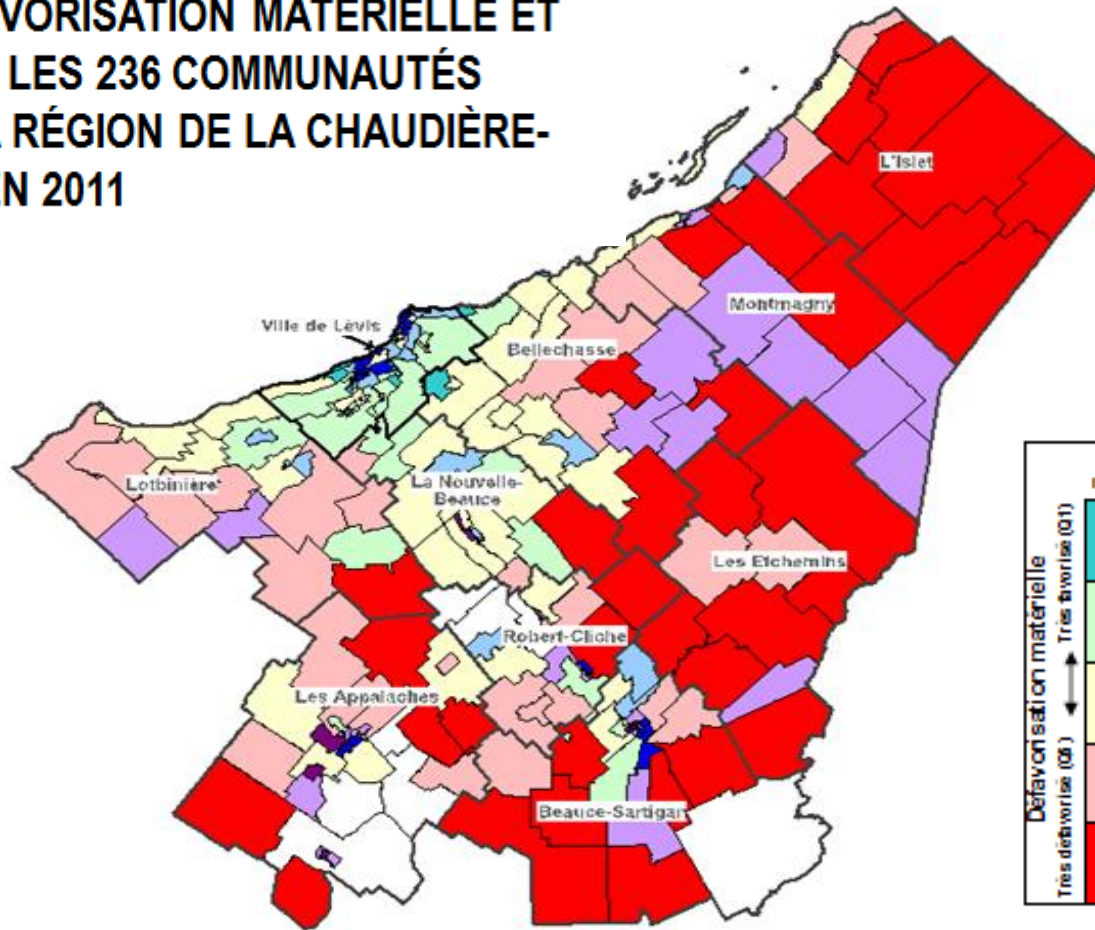 VORISATION MATÉRIELLE ET
LES 236 COMMUNAUTÉS
RÉGION DE LA CHAUDIÈRE-
EN 2011
L'Islet
Montmagny
Ville de Lévis
Bellechasse
Lotbinière
La Nouvelle-
Beauce
Les Etchemins
Robert-Cliche
Les Appalaches
Beauce-Sartigan
Défavorisation matérielle
Très défavorisé (Q5)
Très favorisé (Q1)